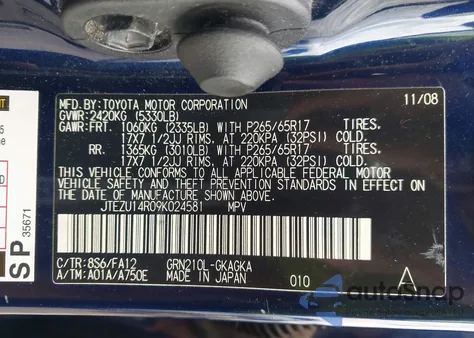 MFD.BY:TOYOTA MOTOR CORPORATION 11/08
GVWR:2420KG (5330LB)
GAWR:FRT. 1060KG (2335LB) WITH P265/65R17 TIRES.
17X7 1/2JJ RIMS. AT 220KPA (32PSI) COLD.
RR. 1365KG (3010LB) WITH P265/65R17 TIRES.
17X7 1/2JJ RIMS. AT 220KPA (32PSI) COLD.
THIS VEHICLE CONFORMS TO ALL APPLICABLE FEDERAL MOTOR
VEHICLE SAFETY AND THEFT PREVENTION STANDARDS IN EFFECT ON
THE DATE OF MANUFACTURE SHOWN ABOVE.
JTEZU14R09K024581 MPV
C/TR:8S6/FA12 GRN210L-GKAGKA
A/TM:A01A/A750E MADE IN JAPAN 010
A
SP 35671
autoSnap